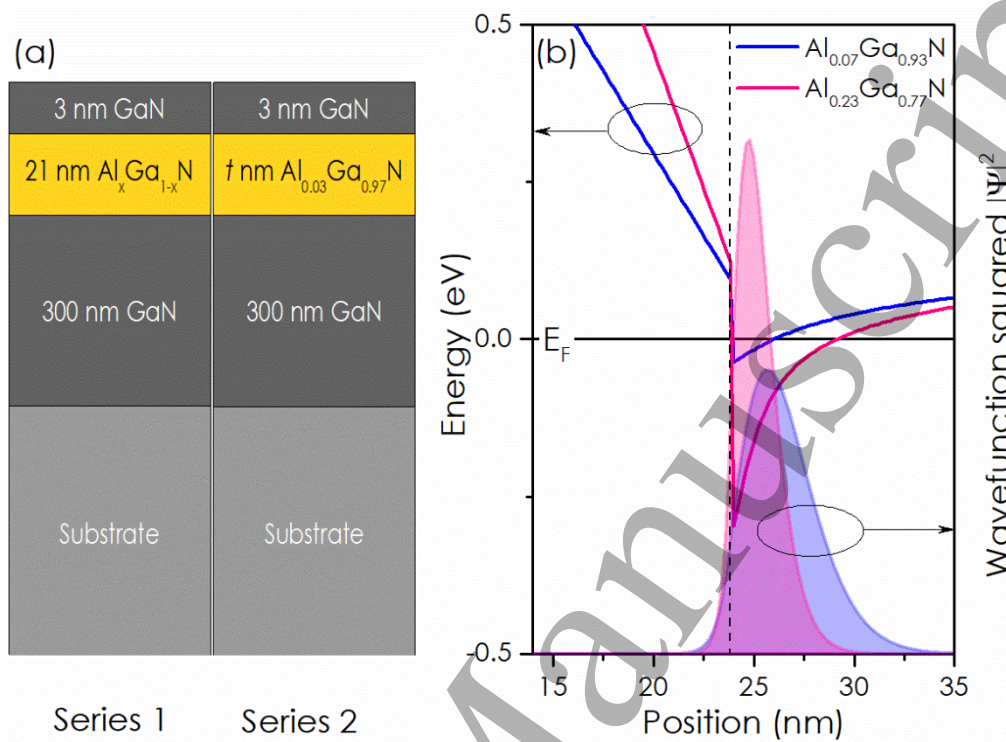 (a)
3 nm GaN
3 nm GaN
21 nm AlₓGa₁₋ₓN
t nm Al₀.₀₃Ga₀.₉₇N
300 nm GaN
300 nm GaN
Substrate
Substrate
Series 1
Series 2
(b)
Al₀.₀₇Ga₀.₉₃N
Al₀.₂₃Ga₀.₇₇N
0.5
0.0
-0.5
Energy (eV)
E_F
15
20
25
30
35
Position (nm)
Wavefunction squared |Ψ|²
Manuscrip